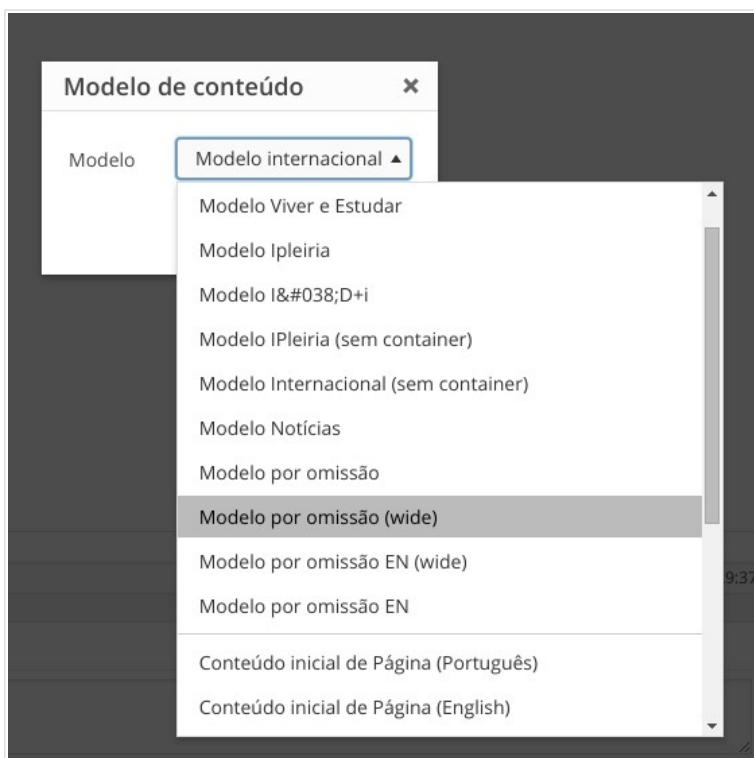 Modelo de conteúdo ×
Modelo Modelo internacional ▲
Modelo Viver e Estudar
Modelo Ipleiria
Modelo I&#038;D+i
Modelo IPleiria (sem container)
Modelo Internacional (sem container)
Modelo Notícias
Modelo por omissão
Modelo por omissão (wide)
Modelo por omissão EN (wide)
9:37
Modelo por omissão EN
Conteúdo inicial de Página (Português)
Conteúdo inicial de Página (English)